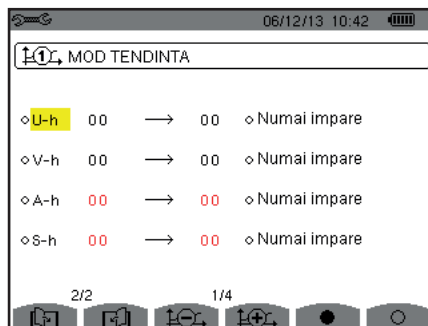 06/12/13 10:42
1 MOD TENDINTA
U-h 00 → 00 Numai impare
V-h 00 → 00 Numai impare
A-h 00 → 00 Numai impare
S-h 00 → 00 Numai impare
2/2 1/4